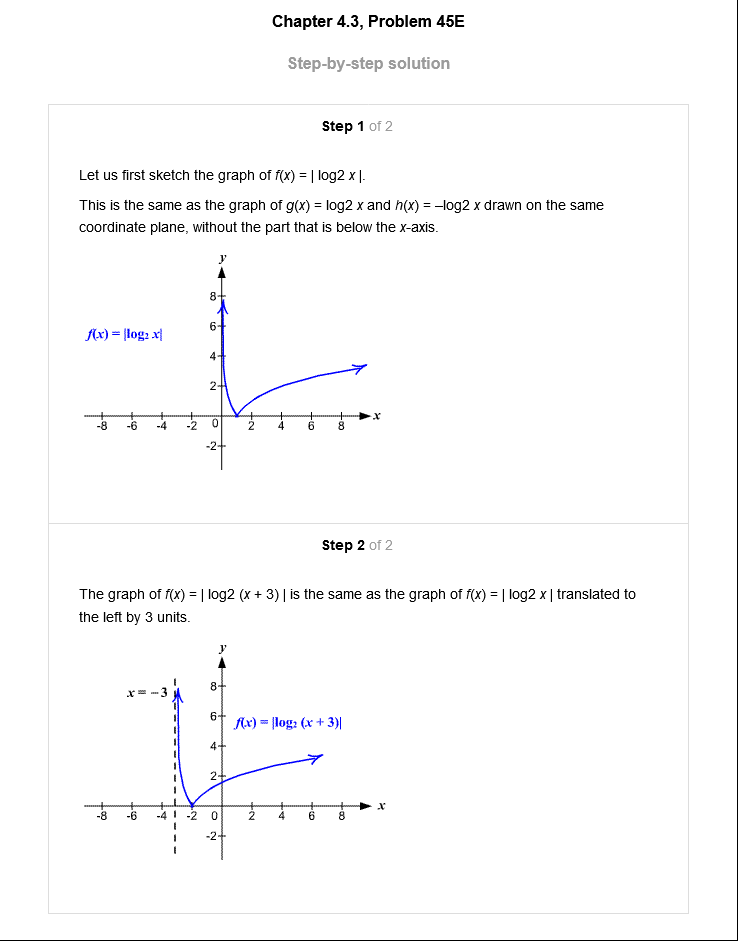 Chapter 4.3, Problem 45E
Step-by-step solution
Step 1 of 2
Let us first sketch the graph of f(x) = | log2 x |.
This is the same as the graph of g(x) = log2 x and h(x) = –log2 x drawn on the same
coordinate plane, without the part that is below the x-axis.
y
8
f(x) = |log₂ x|
6
4
2
-8 -6 -4 -2 0 2 4 6 8 x
-2
Step 2 of 2
The graph of f(x) = | log2 (x + 3) | is the same as the graph of f(x) = | log2 x | translated to
the left by 3 units.
y
x = – 3 8
6 f(x) = |log₂ (x + 3)|
4
2
-8 -6 -4 -2 0 2 4 6 8 x
-2